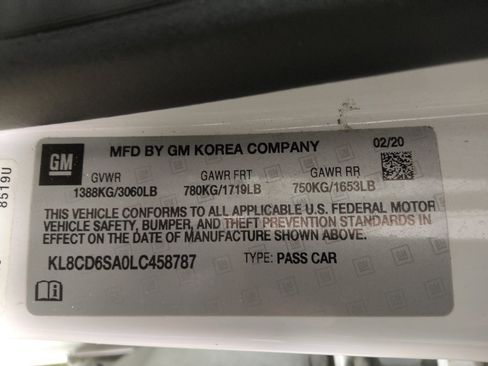 GM
MFD BY GM KOREA COMPANY
02/20
GVWR GAWR FRT GAWR RR
1388KG/3060LB 780KG/1719LB 750KG/1653LB
THIS VEHICLE CONFORMS TO ALL APPLICABLE U.S. FEDERAL MOTOR
VEHICLE SAFETY, BUMPER, AND THEFT PREVENTION STANDARDS IN
EFFECT ON THE DATE OF MANUFACTURE SHOWN ABOVE.
KL8CD6SA0LC458787 TYPE: PASS CAR
8519U